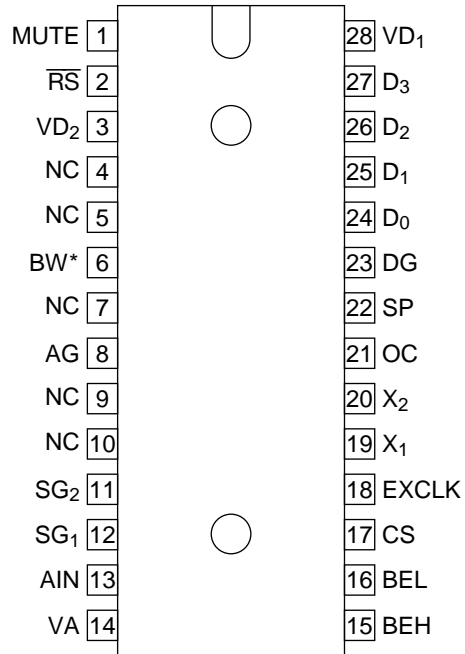 MUTE 1 28 VD₁
R̅S̅ 2 27 D₃
VD₂ 3 26 D₂
NC 4 25 D₁
NC 5 24 D₀
BW* 6 23 DG
NC 7 22 SP
AG 8 21 OC
NC 9 20 X₂
NC 10 19 X₁
SG₂ 11 18 EXCLK
SG₁ 12 17 CS
AIN 13 16 BEL
VA 14 15 BEH